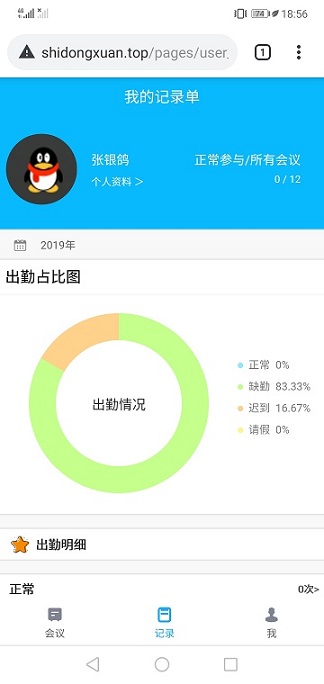 74
18:56
shidongxuan.top/pages/user_
1
我的记录单
张银鸽
正常参与/所有会议
个人资料 >
0 / 12
2019年
出勤占比图
出勤情况
正常 0%
缺勤 83.33%
迟到 16.67%
请假 0%
出勤明细
正常
0次>
会议
记录
我